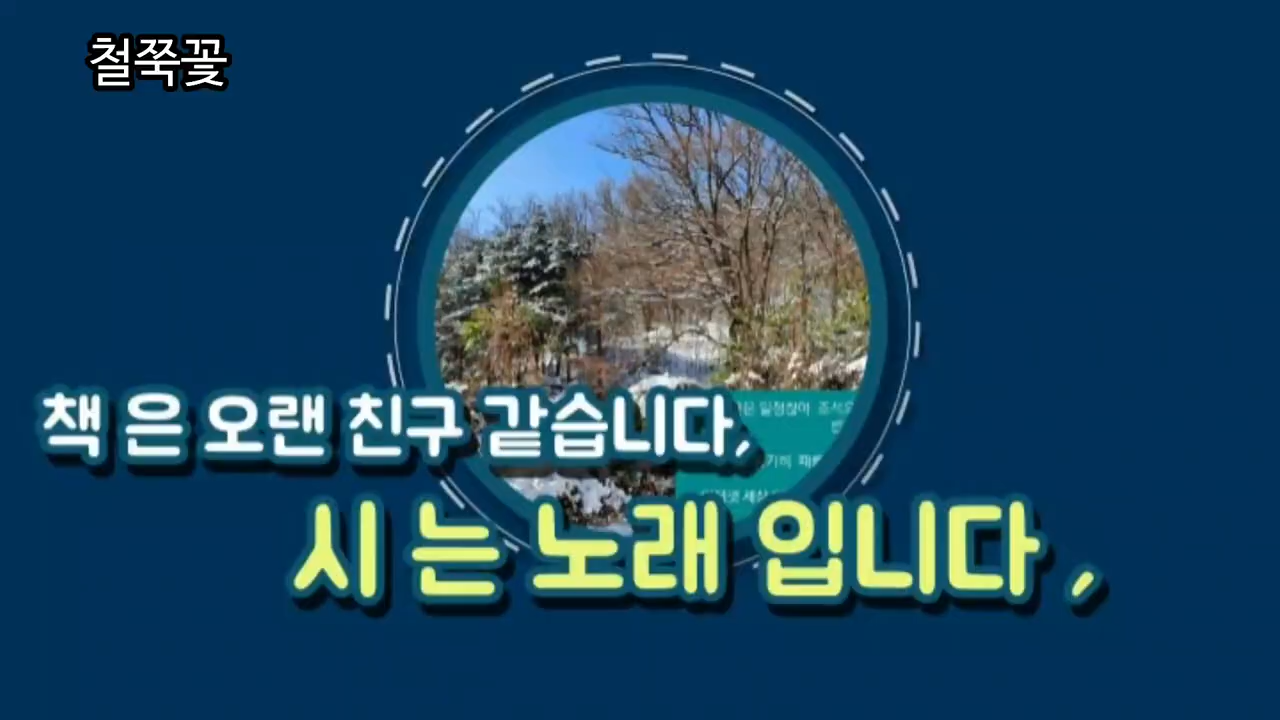 철쭉꽃
책 은 오랜 친구 같습니다,
시 는 노래 입니다 ,